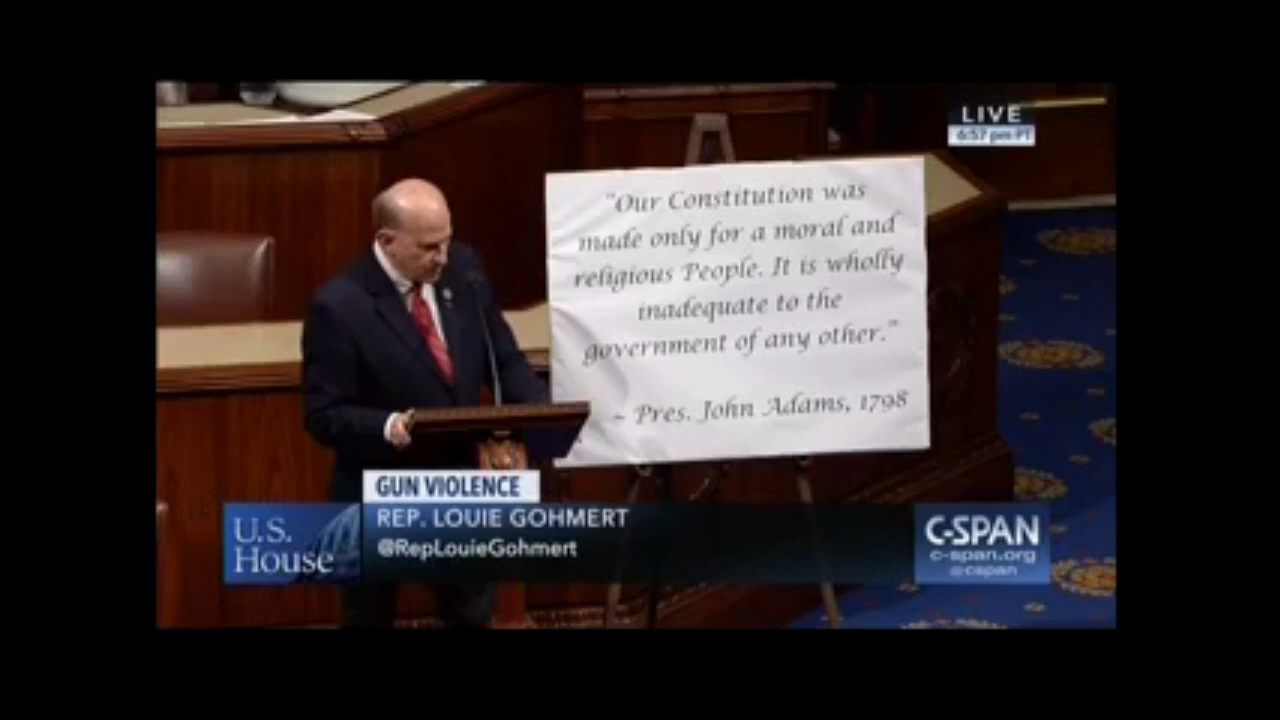 LIVE
6:57 pm PT
"Our Constitution was
made only for a moral and
religious People. It is wholly
inadequate to the
government of any other."
~ Pres. John Adams, 1798
GUN VIOLENCE
U.S.
House
REP. LOUIE GOHMERT
@RepLouieGohmert
C-SPAN
c-span.org
@cspan